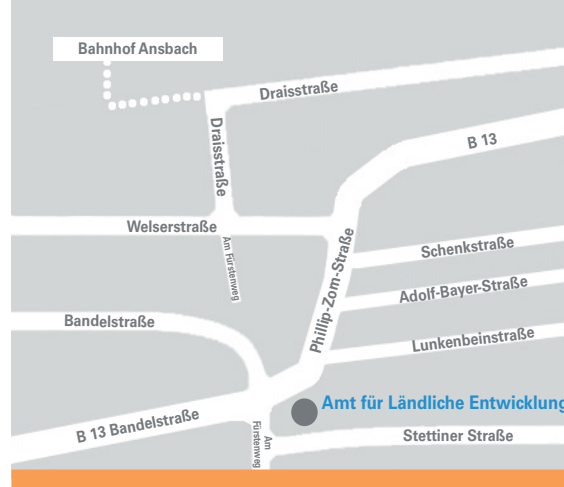 Bahnhof Ansbach
Draisstraße
Draisstraße
B 13
Welserstraße
Am Fürstenweg
Phillip-Zom-Straße
Schenkstraße
Adolf-Bayer-Straße
Bandelstraße
Lunkenbeinstraße
Amt für Ländliche Entwicklung
B 13 Bandelstraße
Am
Fürstenweg
Stettiner Straße